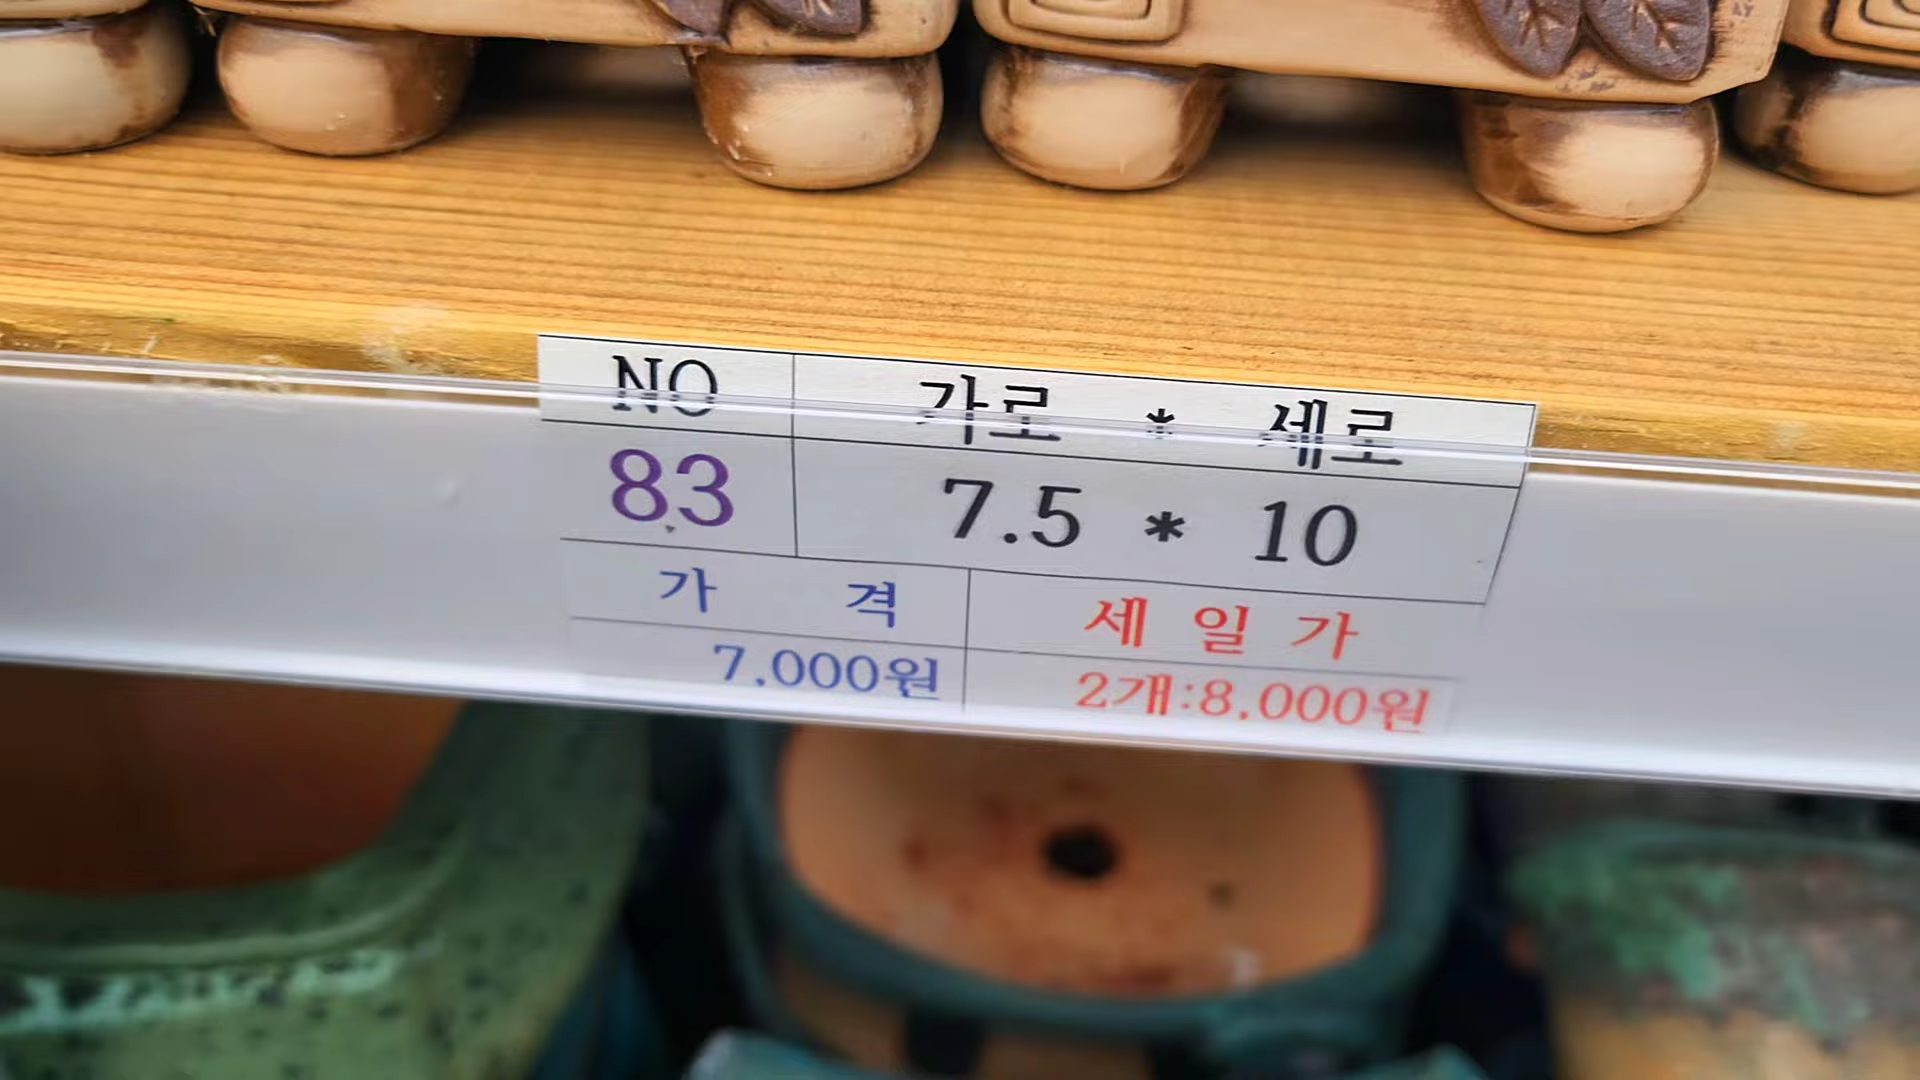 NO 가로 * 세로
83 7.5 * 10
가 격 세 일 가
7.000원 2개:8.000원